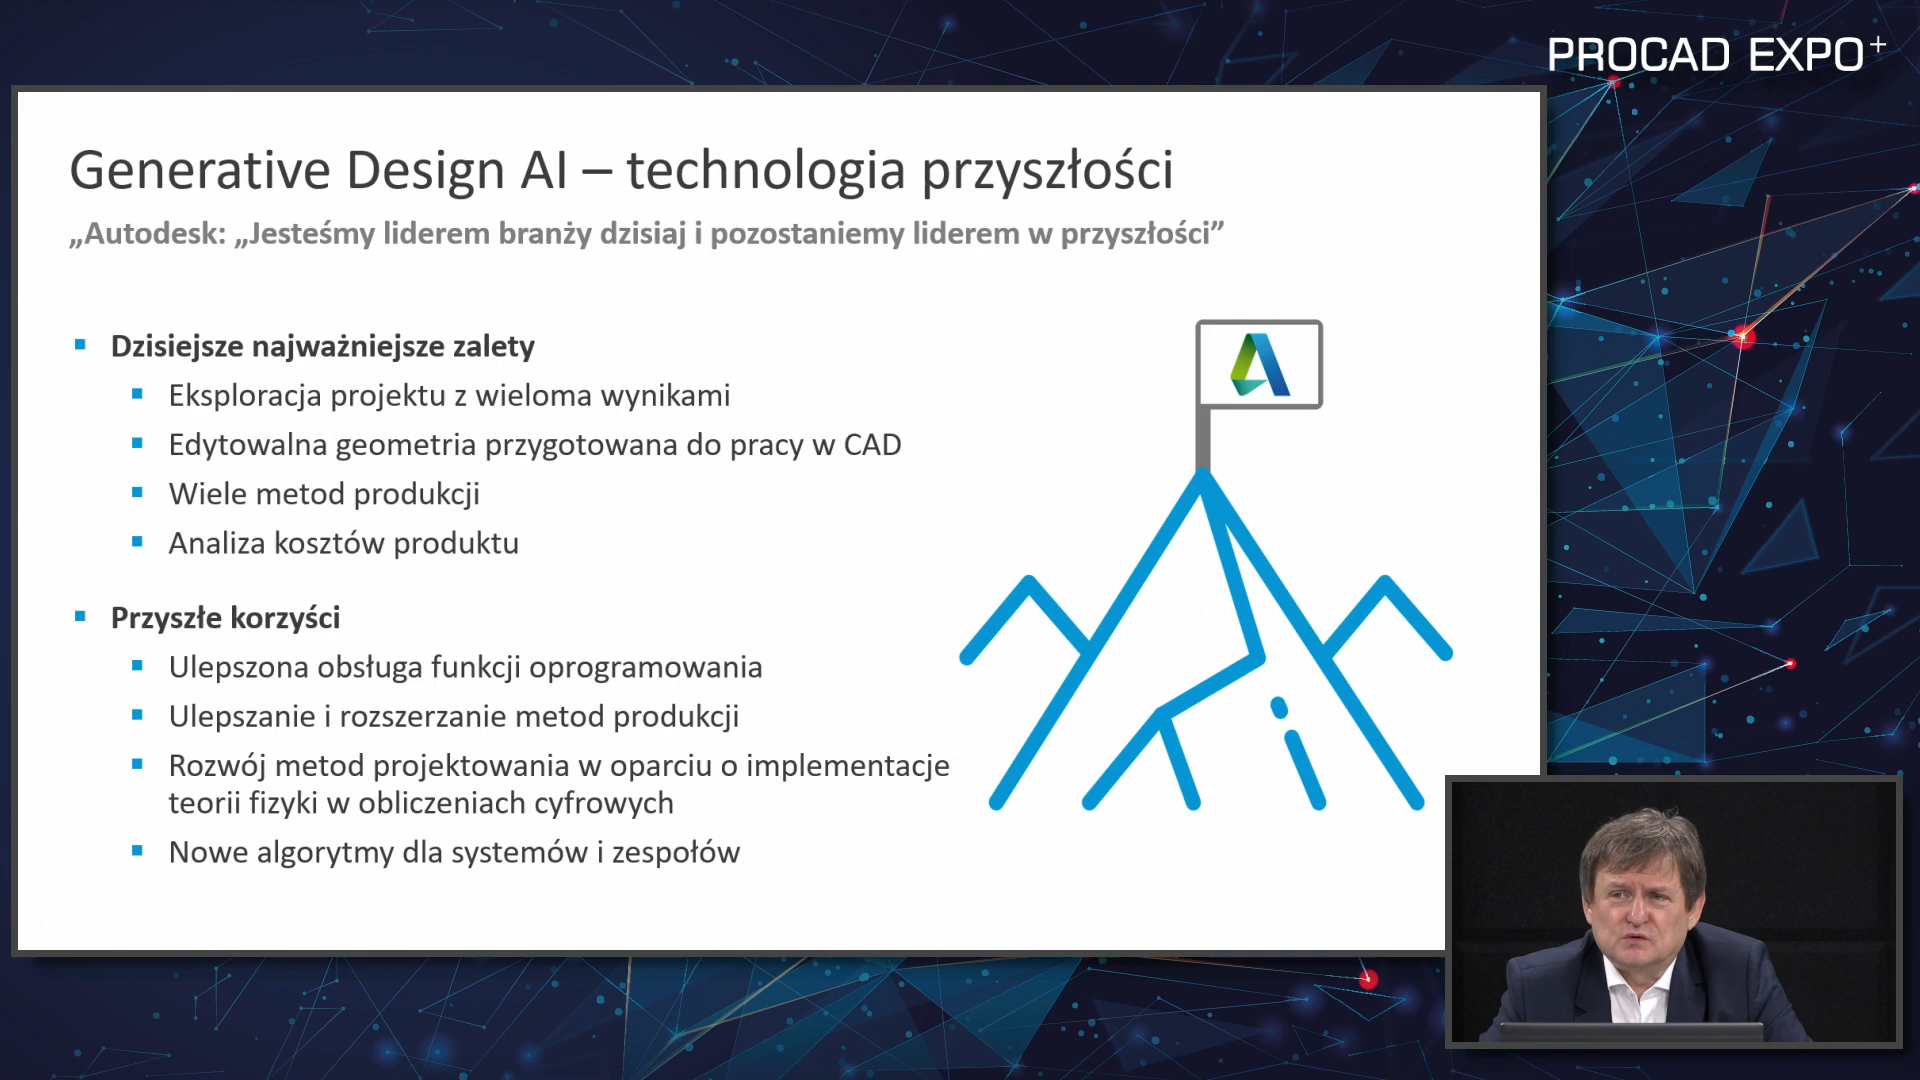 PROCAD EXPO+
Generative Design AI – technologia przyszłości
„Autodesk: „Jesteśmy liderem branży dzisiaj i pozostaniemy liderem w przyszłości”
Dzisiejsze najważniejsze zalety
Eksploracja projektu z wieloma wynikami
Edytowalna geometria przygotowana do pracy w CAD
Wiele metod produkcji
Analiza kosztów produktu
Przyszłe korzyści
Ulepszona obsługa funkcji oprogramowania
Ulepszanie i rozszerzanie metod produkcji
Rozwój metod projektowania w oparciu o implementacje
teorii fizyki w obliczeniach cyfrowych
Nowe algorytmy dla systemów i zespołów